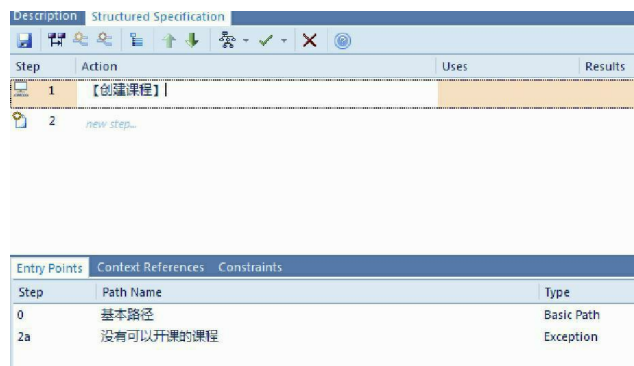 Description Structured Specification
Step Action Uses Results
1 【创建课程】
2 new step...
Entry Points Context References Constraints
Step Path Name Type
0 基本路径 Basic Path
2a 没有可以开课的课程 Exception